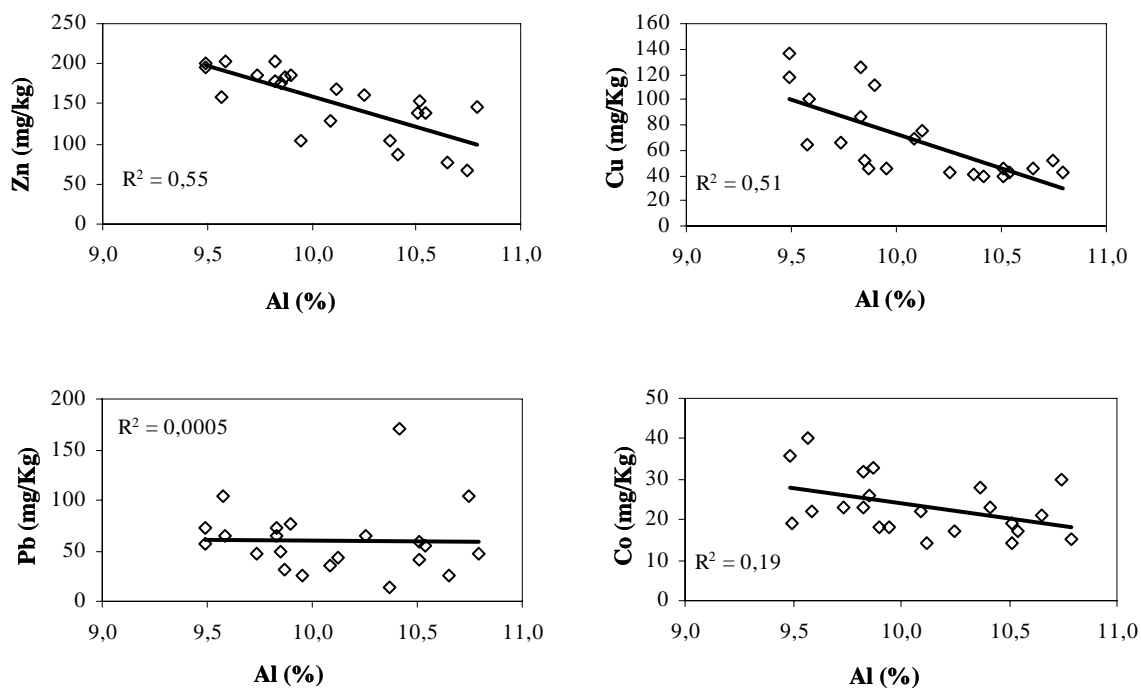 250
200
150
100
50
0
Zn (mg/kg)
R² = 0,55
9,0 9,5 10,0 10,5 11,0
Al (%)
160
140
120
100
80
60
40
20
0
Cu (mg/Kg)
R² = 0,51
9,0 9,5 10,0 10,5 11,0
Al (%)
200
150
100
50
0
Pb (mg/Kg)
R² = 0,0005
9,0 9,5 10,0 10,5 11,0
Al (%)
50
40
30
20
10
0
Co (mg/Kg)
R² = 0,19
9,0 9,5 10,0 10,5 11,0
Al (%)